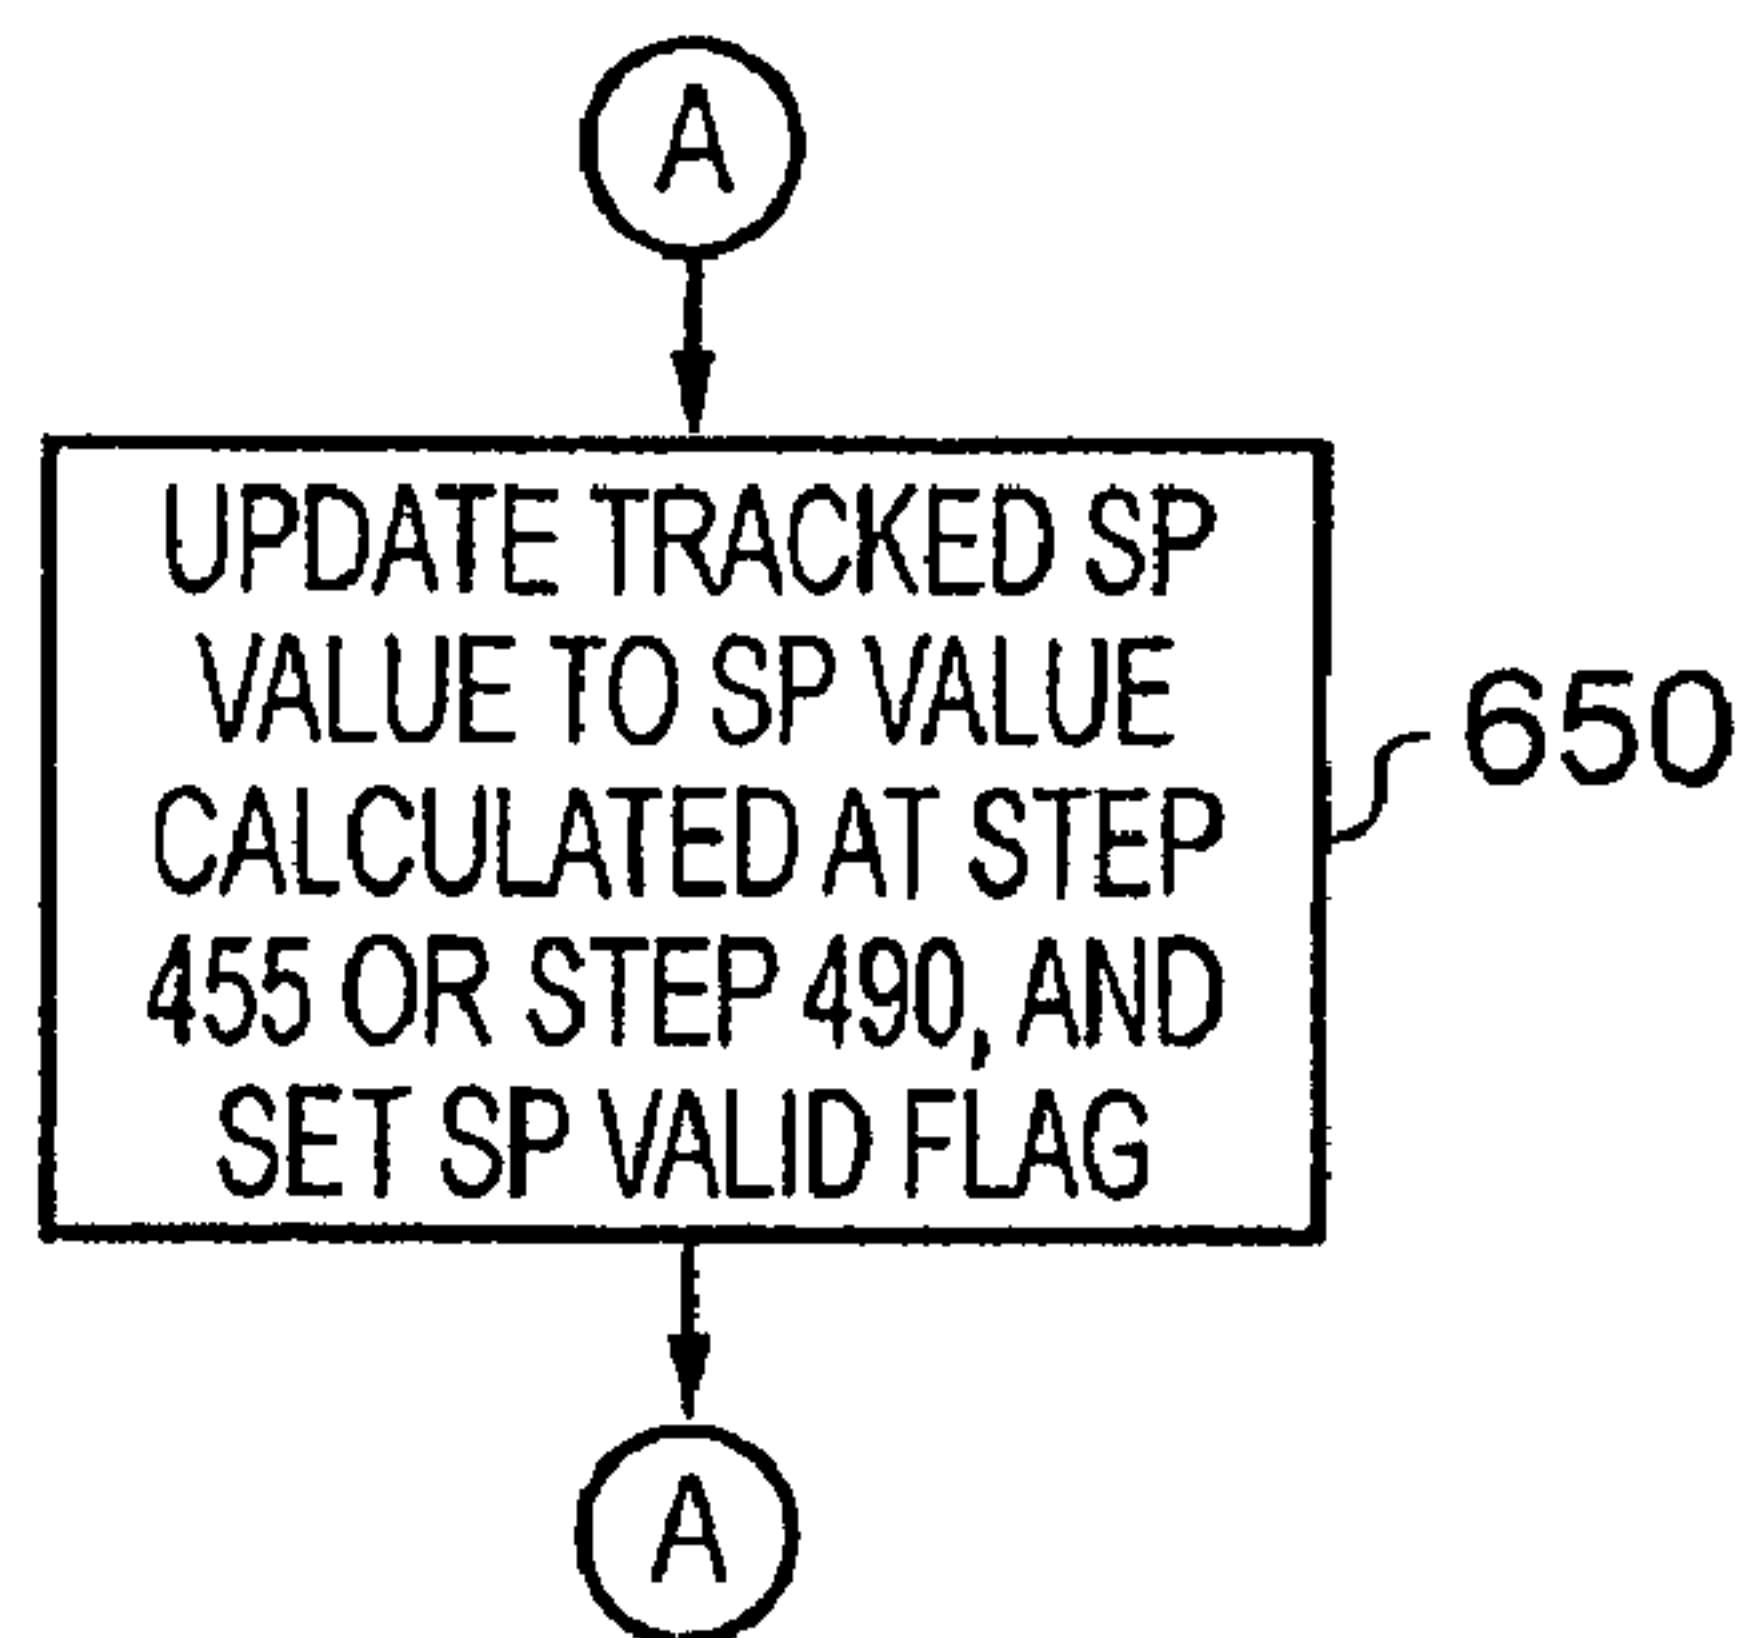 A
UPDATE TRACKED SP
VALUE TO SP VALUE
CALCULATED AT STEP
455 OR STEP 490, AND
SET SP VALID FLAG
650
A